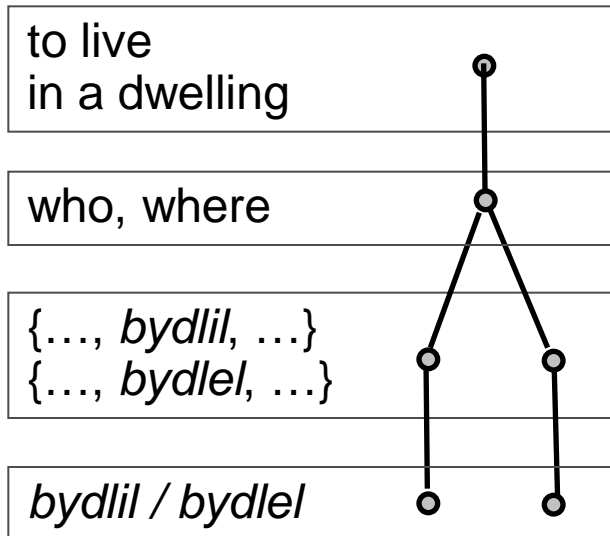 to live
in a dwelling
who, where
{…, bydlil, …}
{…, bydlel, …}
bydlil / bydlel